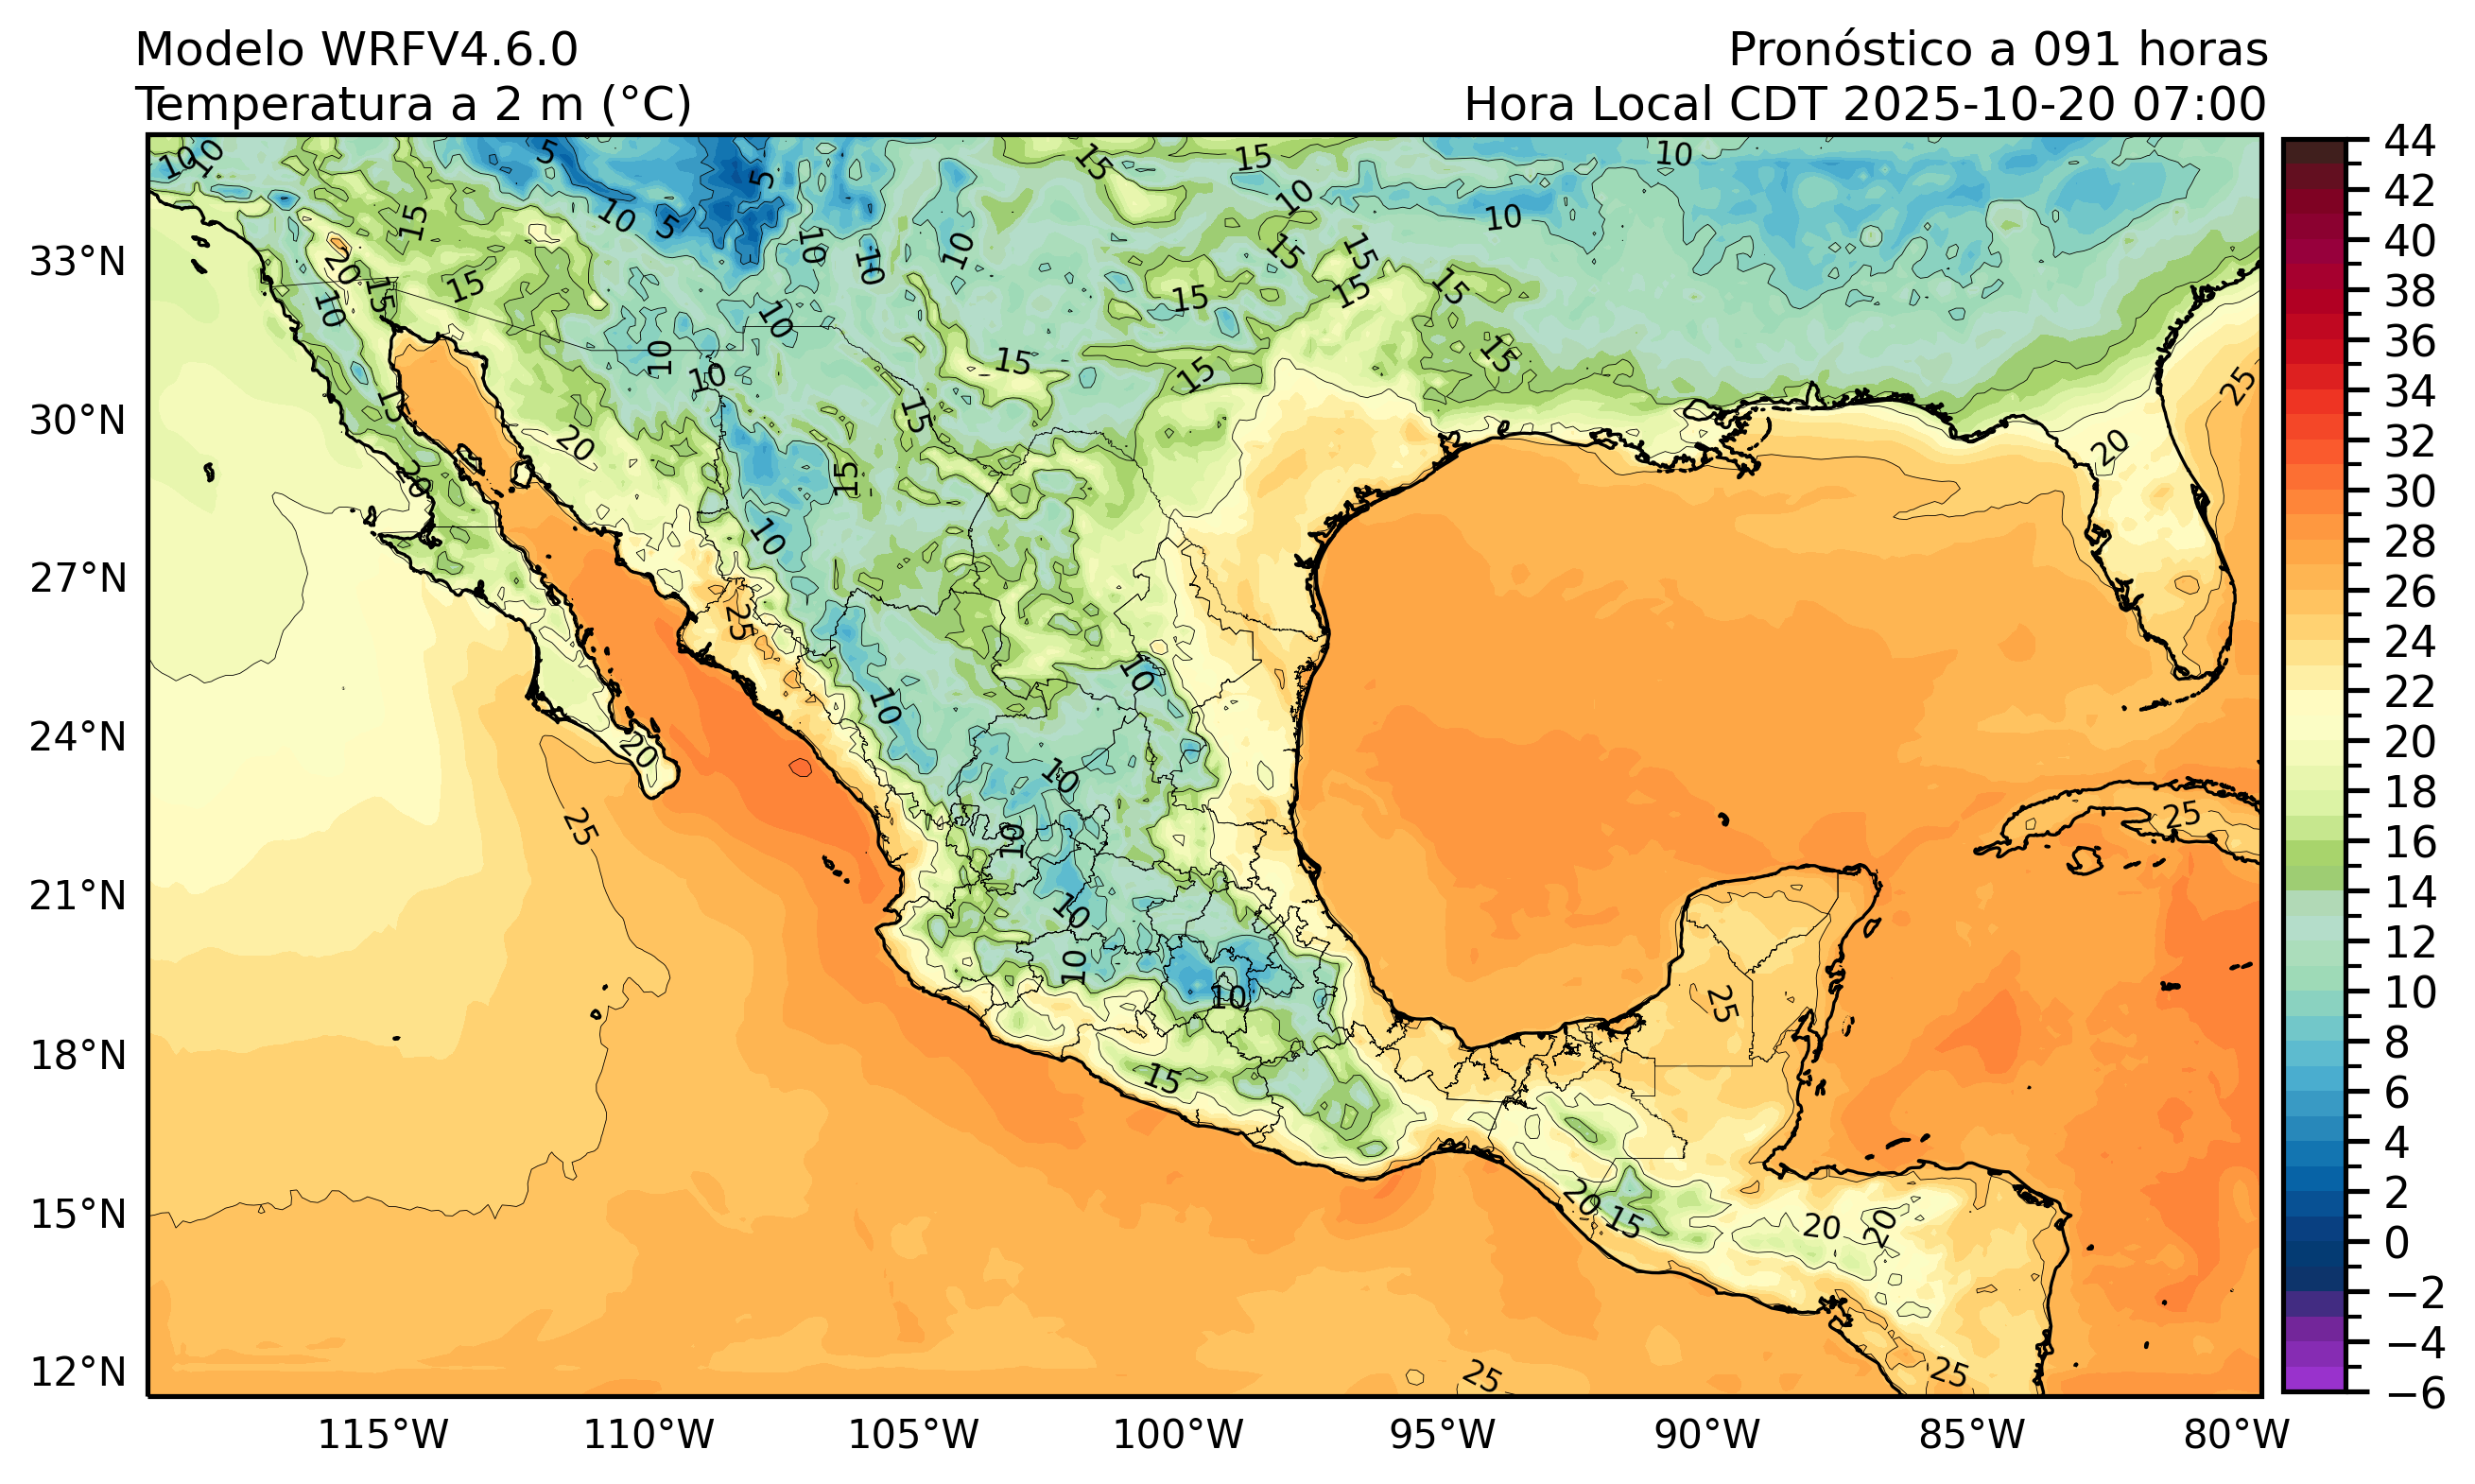 Modelo WRFV4.6.0
Pronóstico a 091 horas
Temperatura a 2 m (°C)
Hora Local CDT 2025-10-20 07:00
10 10 5 5 15 15 10 10
15 10 5 10 10 10 15 15 10
33°N
20 15 15 10 10 15 15 15
10 10 10 15 15 15
30°N
15 20 15 20 25
20 15
10
27°N
25
10
10
24°N
20
10
25
25
21°N
10
10
10
10
25
18°N
15
15°N
20 15 20 20
12°N
25 25
115°W 110°W 105°W 100°W 95°W 90°W 85°W 80°W
44
42
40
38
36
34
32
30
28
26
24
22
20
18
16
14
12
10
8
6
4
2
0
−2
−4
−6